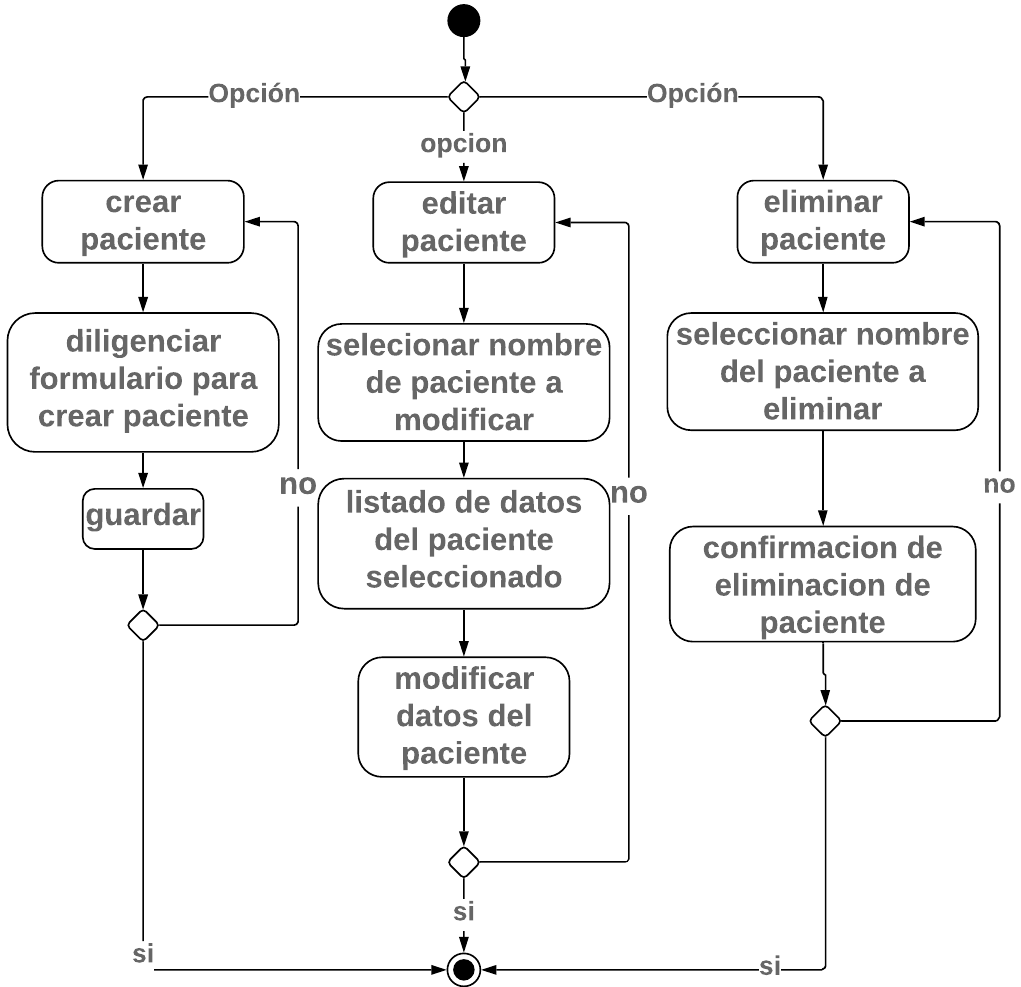 Opción
Opción
opcion
crear
paciente
editar
paciente
eliminar
paciente
diligenciar
formulario para
crear paciente
selecionar nombre
de paciente a
modificar
seleccionar nombre
del paciente a
eliminar
no
no
no
guardar
listado de datos
del paciente
seleccionado
confirmacion de
eliminacion de
paciente
modificar
datos del
paciente
si
si
si